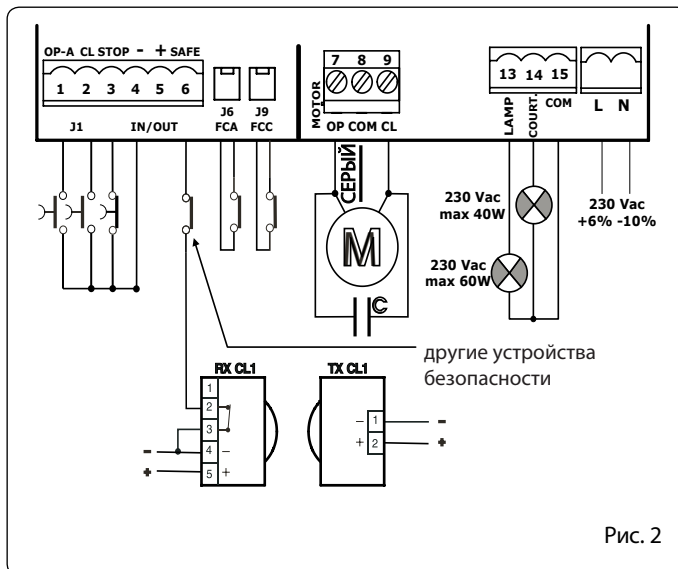 OP-A CL STOP - + SAFE
1 2 3 4 5 6
J1 IN/OUT
J6
FCA
J9
FCC
MOTOR
7 8 9
OP COM CL
СЕРЫЙ
M
C
13 14 15
LAMP
COURT.
COM
L N
230 Vac
max 40W
230 Vac
max 60W
230 Vac
+6% -10%
другие устройства
безопасности
RX CL1
1
2
3
4 -
5 +
- 
+
TX CL1
- 1 -
+ 2 +
Рис. 2